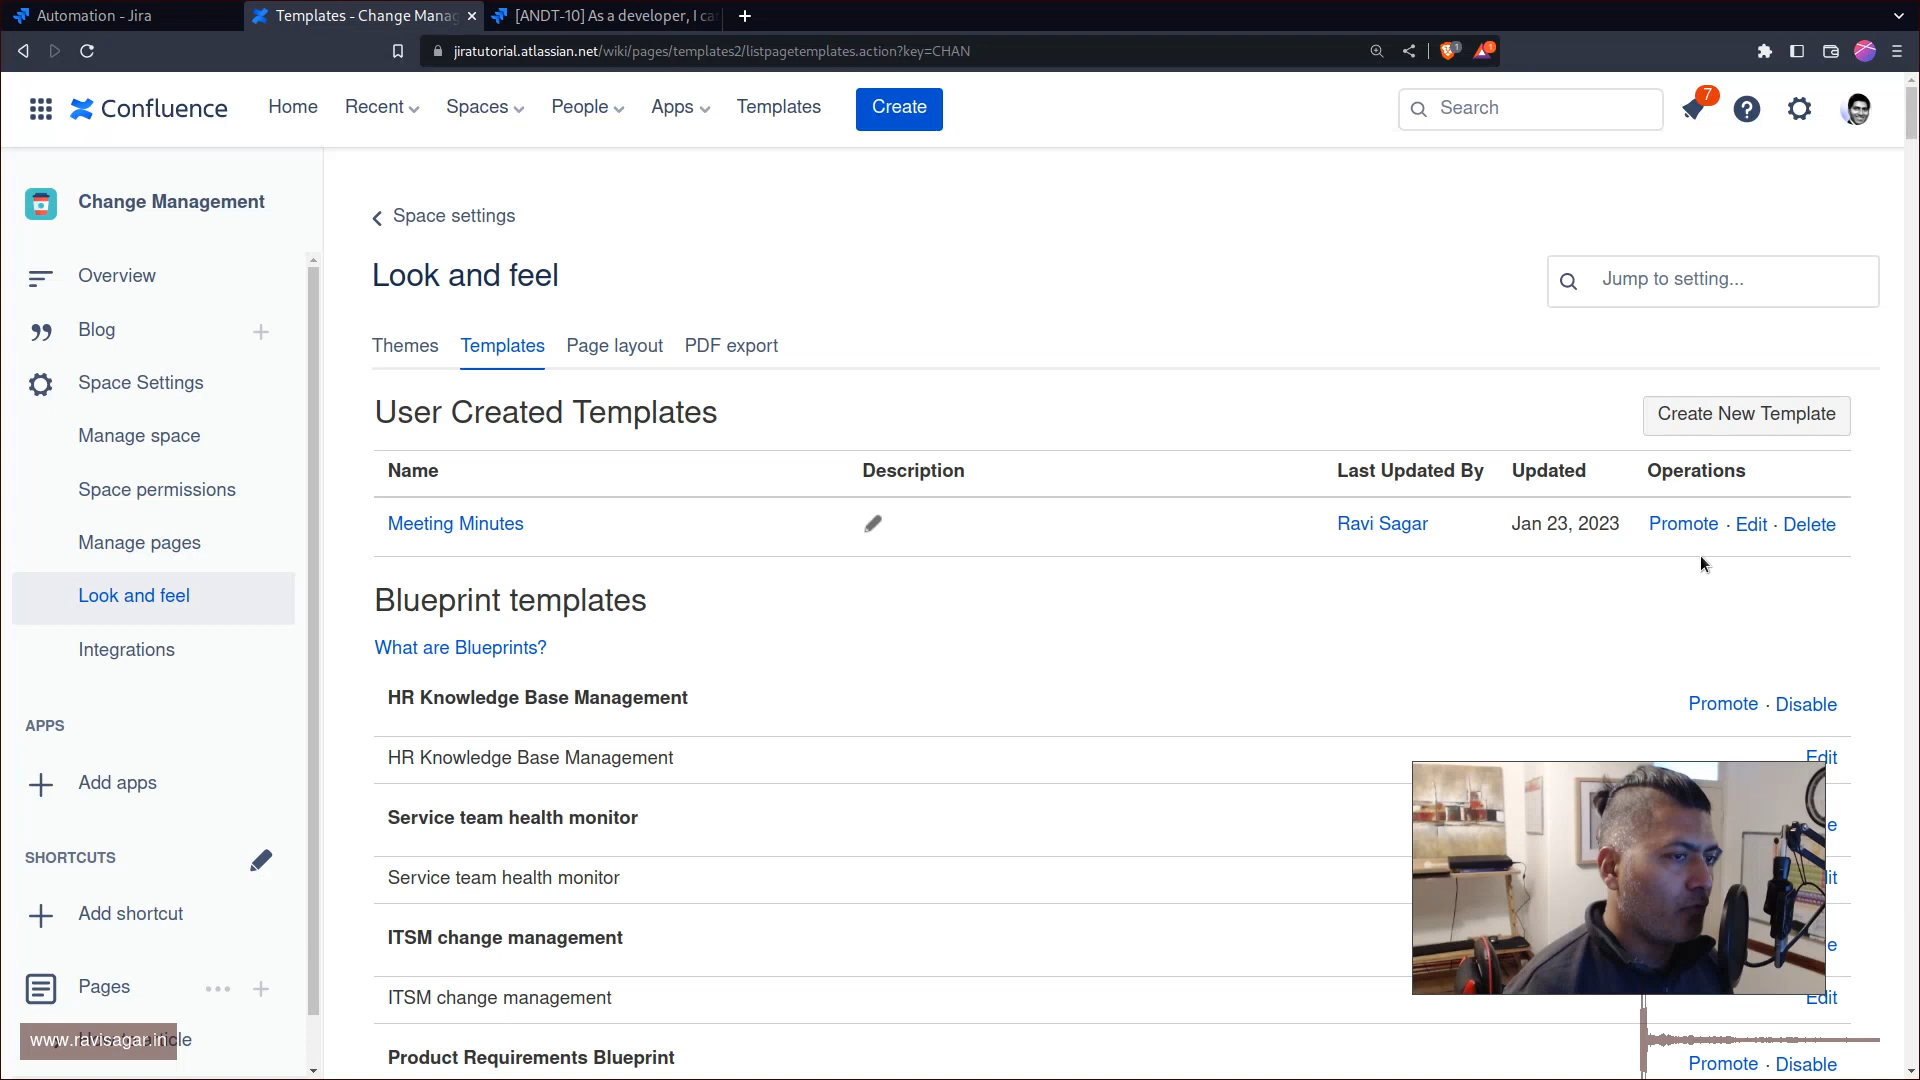 Automation - Jira
Templates - Change Manag
[ANDT-10] As a developer, I ca
jiratutorial.atlassian.net/wiki/pages/templates2/listpagetemplates.action?key=CHAN
1
1
Confluence
Home
Recent
Spaces
People
Apps
Templates
Create
Search
7
Change Management
Overview
Blog
Space Settings
Manage space
Space permissions
Manage pages
Look and feel
Integrations
APPS
Add apps
SHORTCUTS
Add shortcut
Pages
www.ravisagar.in
Space settings
Look and feel
Jump to setting...
Themes Templates Page layout PDF export
User Created Templates
Create New Template
Name Description Last Updated By Updated Operations
Meeting Minutes Ravi Sagar Jan 23, 2023 Promote · Edit · Delete
Blueprint templates
What are Blueprints?
HR Knowledge Base Management Promote · Disable
HR Knowledge Base Management Edit
Service team health monitor
Service team health monitor
ITSM change management
ITSM change management Edit
Product Requirements Blueprint Promote · Disable